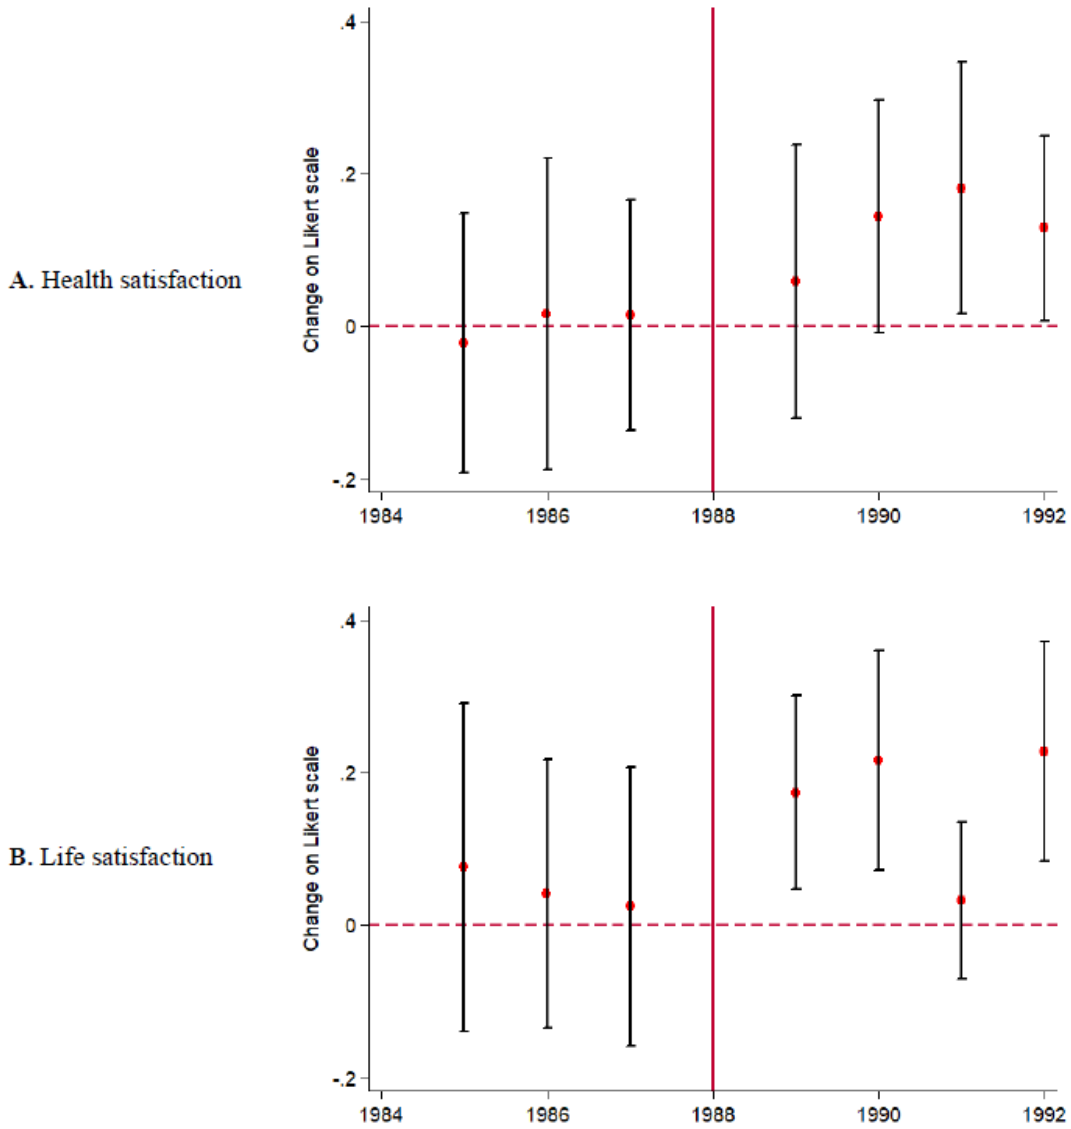 A. Health satisfaction
Change on Likert scale
.4
.2
0
-.2
1984 1986 1988 1990 1992
B. Life satisfaction
Change on Likert scale
.4
.2
0
-.2
1984 1986 1988 1990 1992